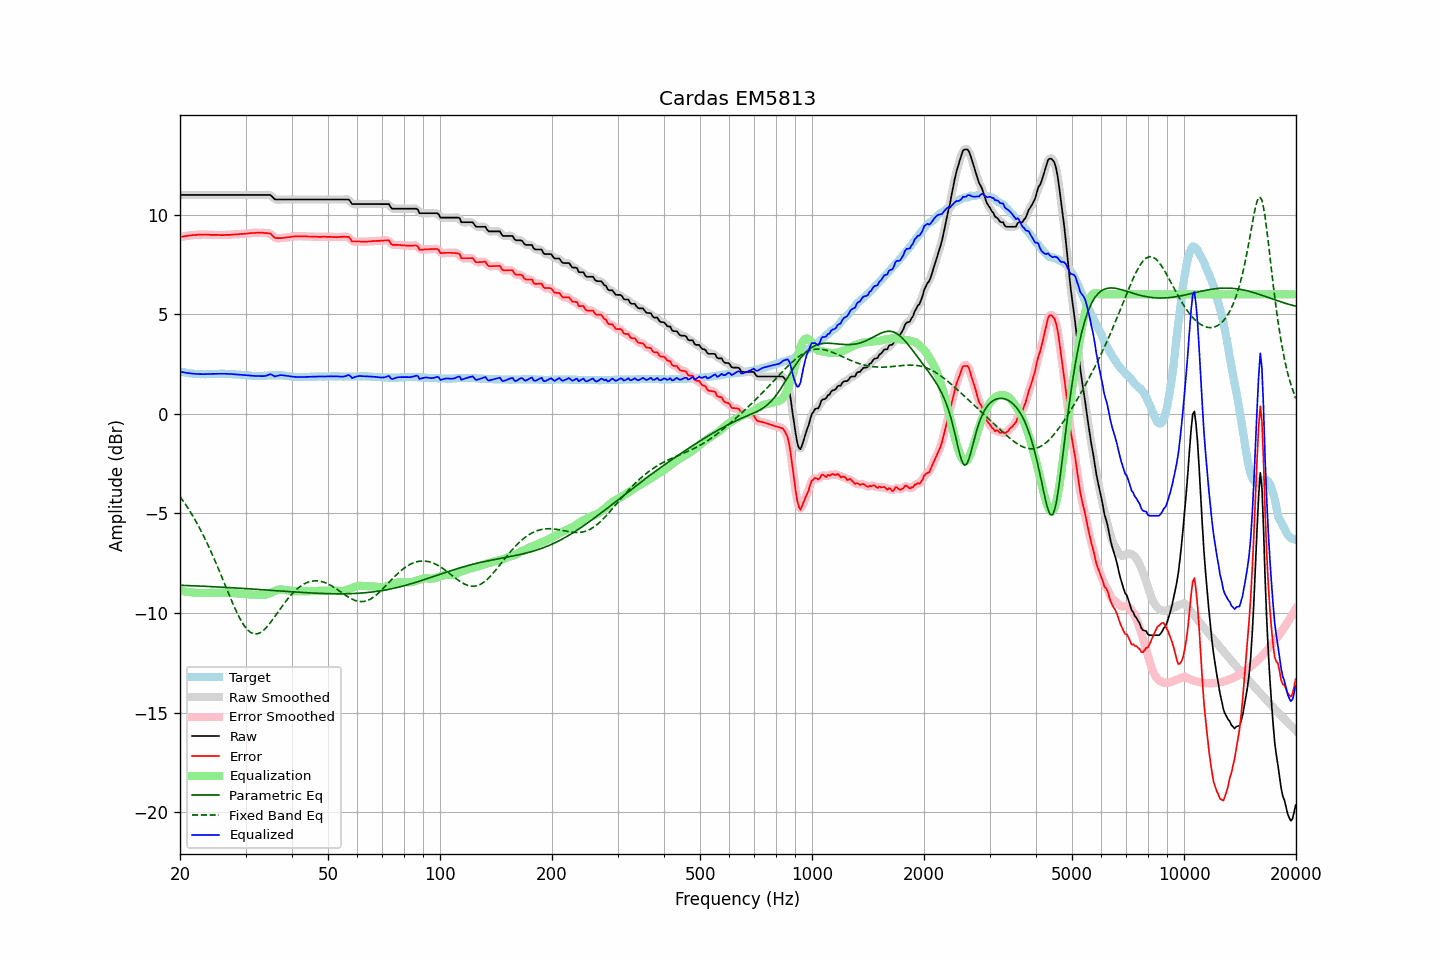 Cardas EM5813
Amplitude (dBr)
10
5
0
−5
−10
−15
−20
Target
Raw Smoothed
Error Smoothed
Raw
Error
Equalization
Parametric Eq
Fixed Band Eq
Equalized
20 50 100 200 500 1000 2000 5000 10000 20000
Frequency (Hz)